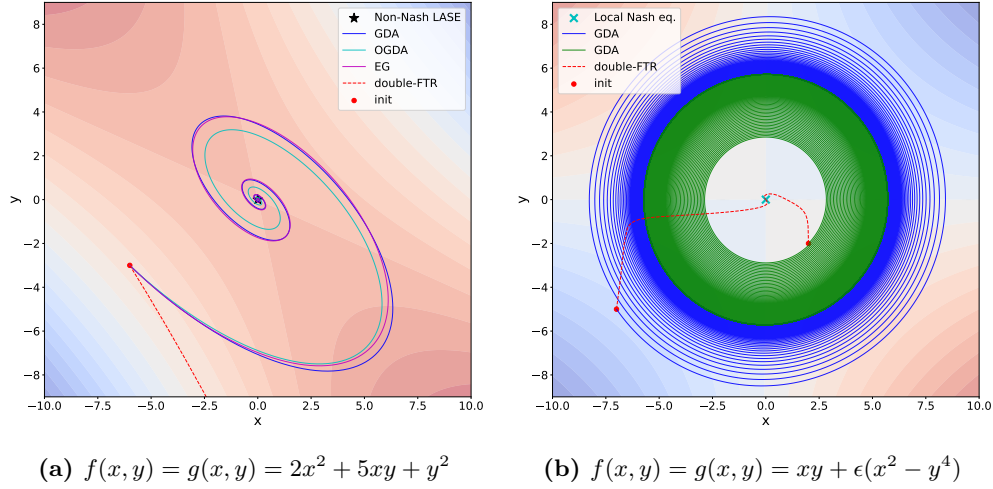 Non-Nash LASE
GDA
OGDA
EG
double-FTR
init
y
8
6
4
2
0
−2
−4
−6
−8
−10.0 −7.5 −5.0 −2.5 0.0 2.5 5.0 7.5 10.0
x
(a) f(x, y) = g(x, y) = 2x² + 5xy + y²
Local Nash eq.
GDA
GDA
double-FTR
init
y
8
6
4
2
0
−2
−4
−6
−8
−10.0 −7.5 −5.0 −2.5 0.0 2.5 5.0 7.5 10.0
x
(b) f(x, y) = g(x, y) = xy + ϵ(x² − y⁴)